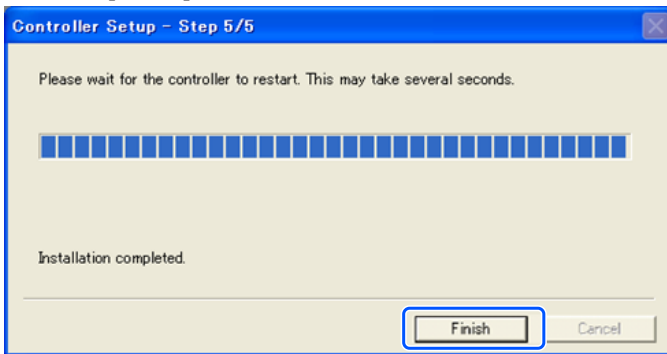 Controller Setup - Step 5/5
Please wait for the controller to restart. This may take several seconds.
Installation completed.
Finish
Cancel